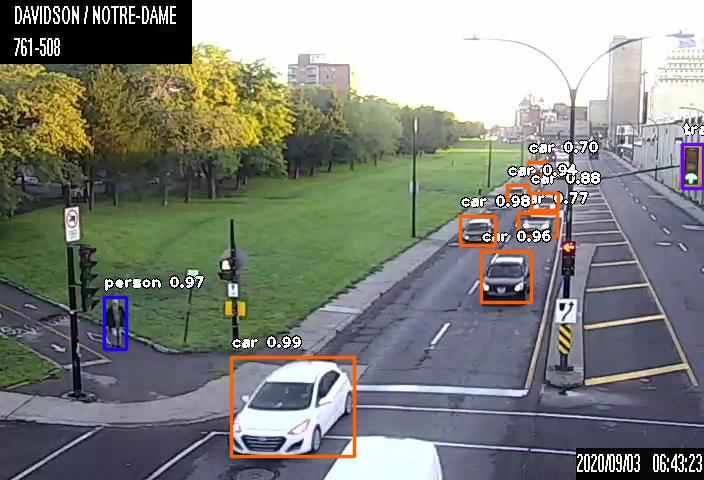 DAVIDSON / NOTRE-DAME
761-508
car 0.70
car 0.94
car 0.88
car 0.98
car 0.77
car 0.96
person 0.97
car 0.99
2020/09/03 06:43:23